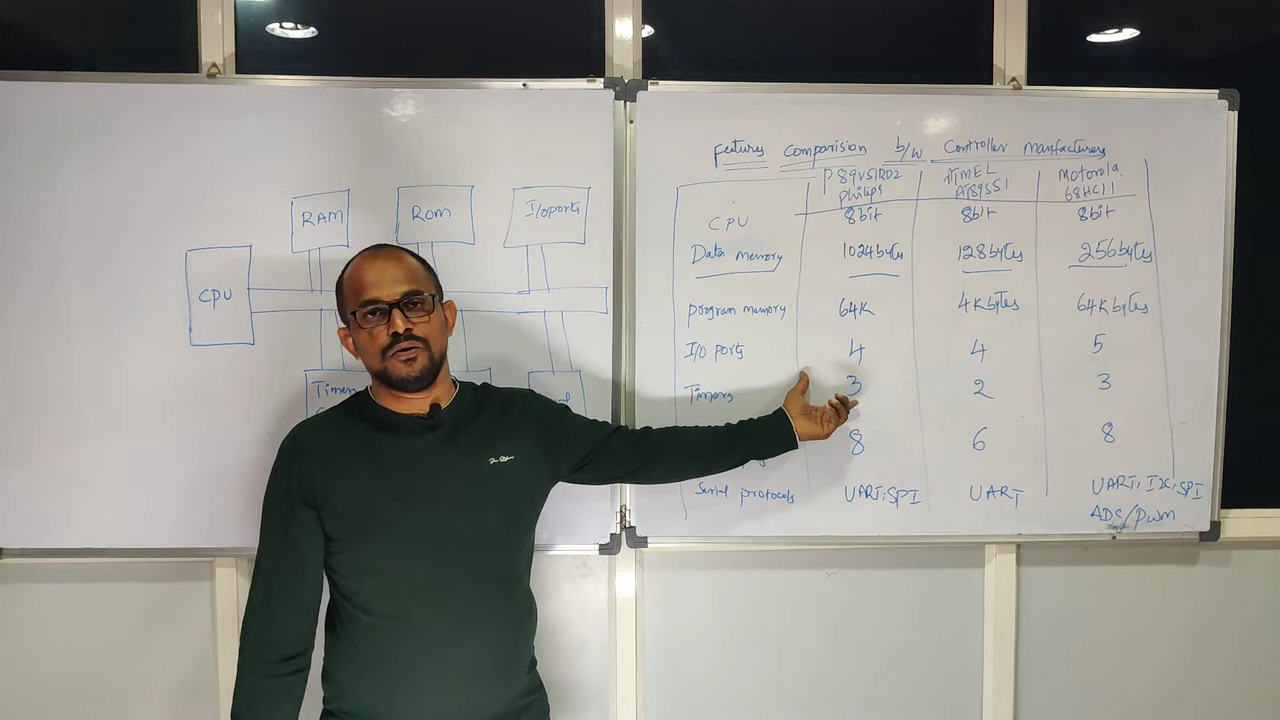 RAM
ROM
I/oports
CPU
Timer
Features Comparision b/w Controller Manfacturers
P89V51RD2 Philips
ATMEL AT89S51
Motorola 68HC11
CPU 8bit 8bit 8bit
Data Memory 1024bytes 128bytes 256bytes
program memory 64K 4Kbytes 64Kbytes
I/O ports 4 4 5
Timers 3 2 3
8 6 8
Serial protocols UART, SPI UART UART, I2C, SPI
ADC/PWM